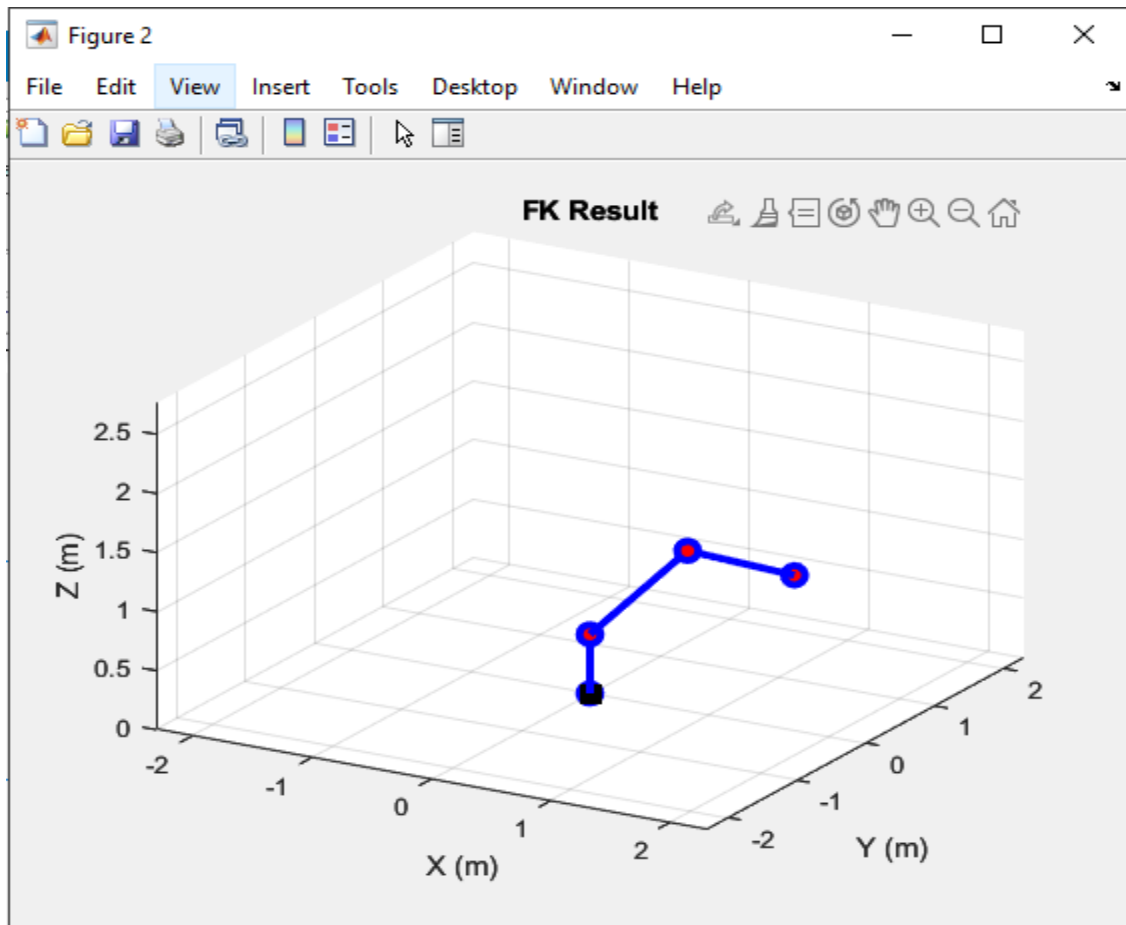 Figure 2
File Edit View Insert Tools Desktop Window Help
FK Result
2.5
2
1.5
1
0.5
0
Z (m)
-2
-1
0
1
2
X (m)
-2
-1
0
1
2
Y (m)